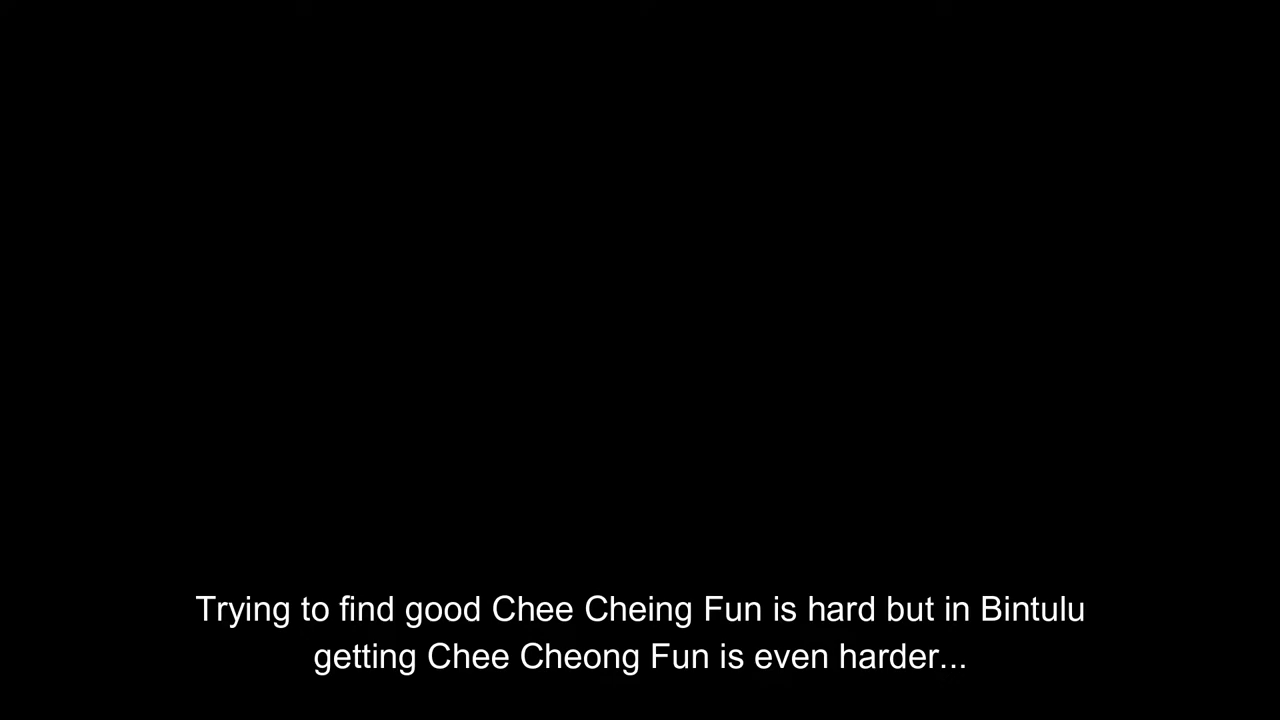 Trying to find good Chee Cheing Fun is hard but in Bintulu
getting Chee Cheong Fun is even harder...